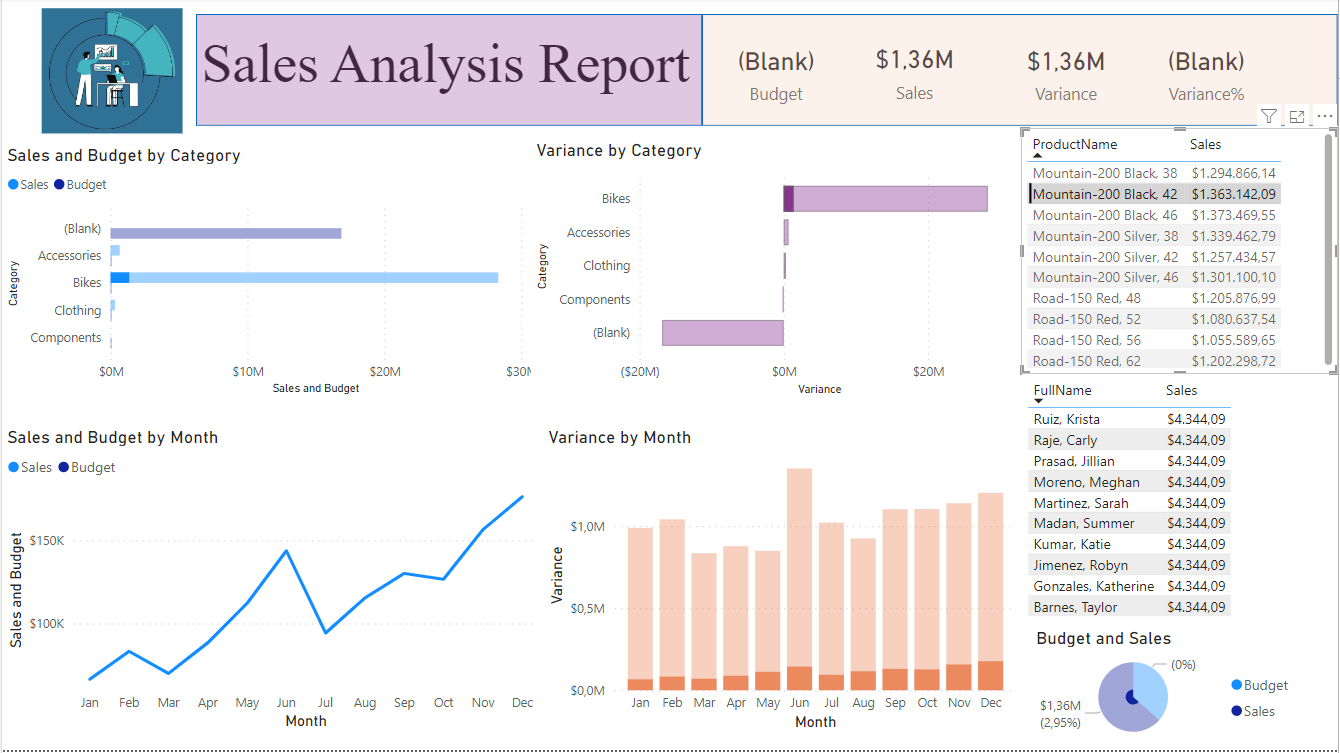 Sales Analysis Report
(Blank)
Budget
$1,36M
Sales
$1,36M
Variance
(Blank)
Variance%
Sales and Budget by Category
Sales Budget
Category
(Blank)
Accessories
Bikes
Clothing
Components
$0M $10M $20M
Sales and Budget
Variance by Category
Category
Bikes
Accessories
Clothing
Components
(Blank)
($20M) $0M $20M
Variance
ProductName Sales
Mountain-200 Black, 38 $1.294.866,14
Mountain-200 Black, 42 $1.363.142,09
Mountain-200 Black, 46 $1.373.469,55
Mountain-200 Silver, 38 $1.339.462,79
Mountain-200 Silver, 42 $1.257.434,57
Mountain-200 Silver, 46 $1.301.100,10
Road-150 Red, 48 $1.205.876,99
Road-150 Red, 52 $1.080.637,54
Road-150 Red, 56 $1.055.589,65
Road-150 Red, 62 $1.202.298,72
Sales and Budget by Month
Sales Budget
Sales and Budget
$150K
$100K
Jan Feb Mar Apr May Jun Jul Aug Sep Oct Nov Dec
Month
Variance by Month
Variance
$1,0M
$0,5M
$0,0M
Jan Feb Mar Apr May Jun Jul Aug Sep Oct Nov Dec
Month
FullName Sales
Ruiz, Krista $4.344,09
Raje, Carly $4.344,09
Prasad, Jillian $4.344,09
Moreno, Meghan $4.344,09
Martinez, Sarah $4.344,09
Madan, Summer $4.344,09
Kumar, Katie $4.344,09
Jimenez, Robyn $4.344,09
Gonzales, Katherine $4.344,09
Barnes, Taylor $4.344,09
Budget and Sales
(0%)
$1,36M
(2,95%)
Budget
Sales